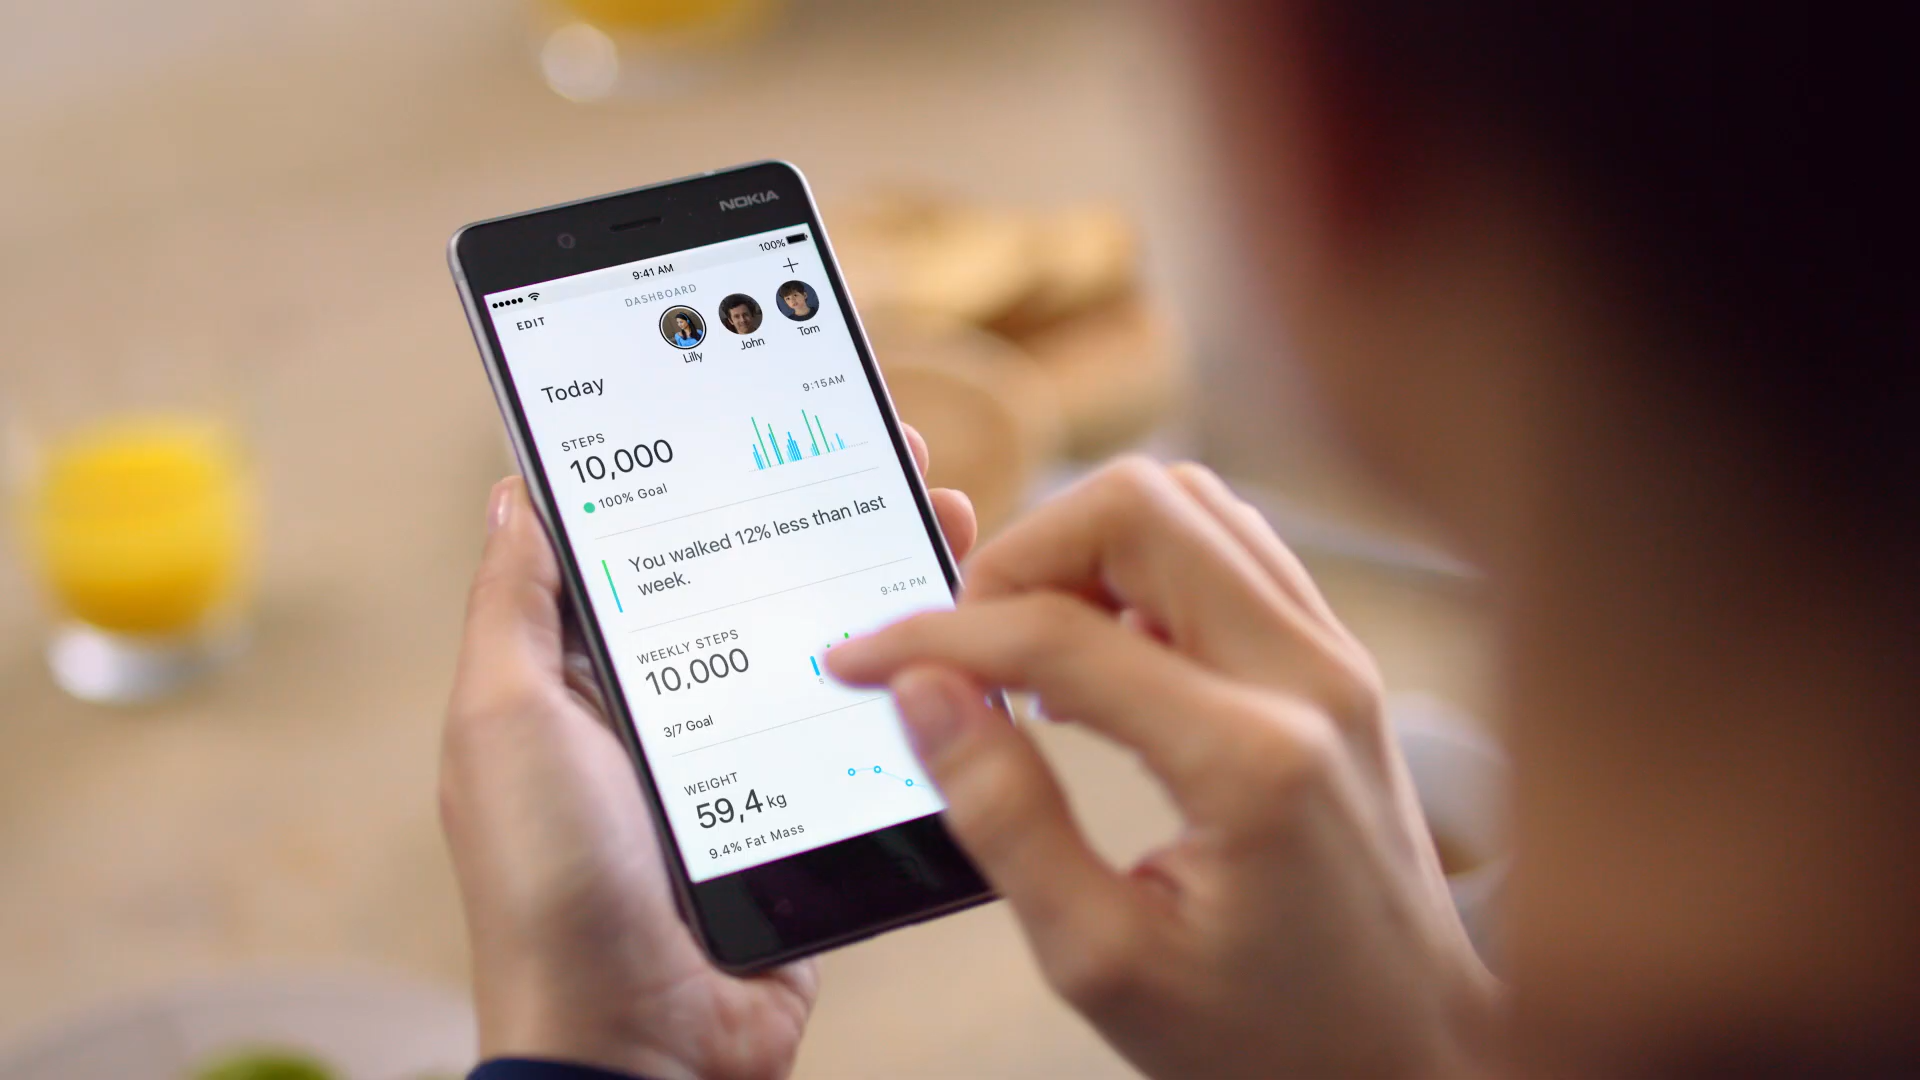 NOKIA
9:41 AM
100%
EDIT
DASHBOARD
Lilly
John
Tom
Today
9:15AM
STEPS
10,000
100% Goal
You walked 12% less than last
week.
9:42 PM
WEEKLY STEPS
10,000
S
3/7 Goal
WEIGHT
59,4 kg
9.4% Fat Mass